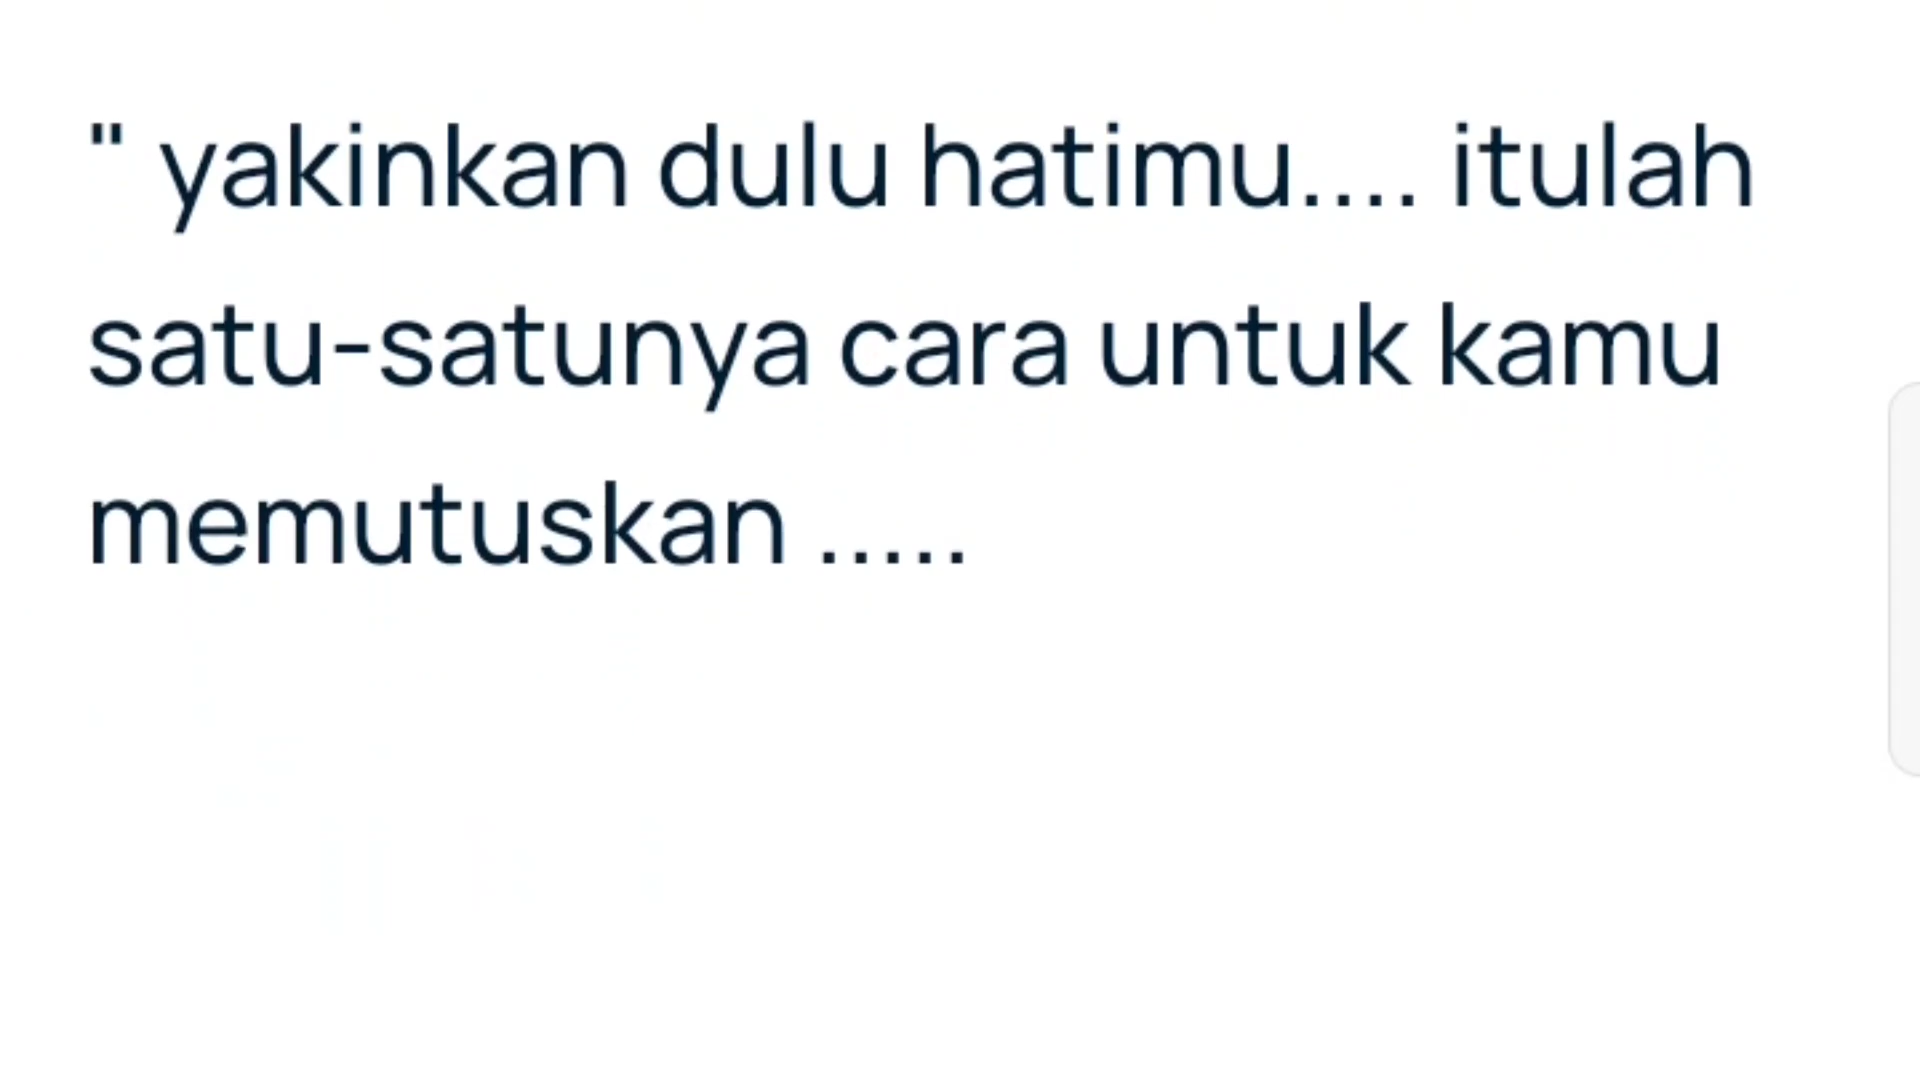 " yakinkan dulu hatimu.... itulah
satu-satunya cara untuk kamu
memutuskan .....